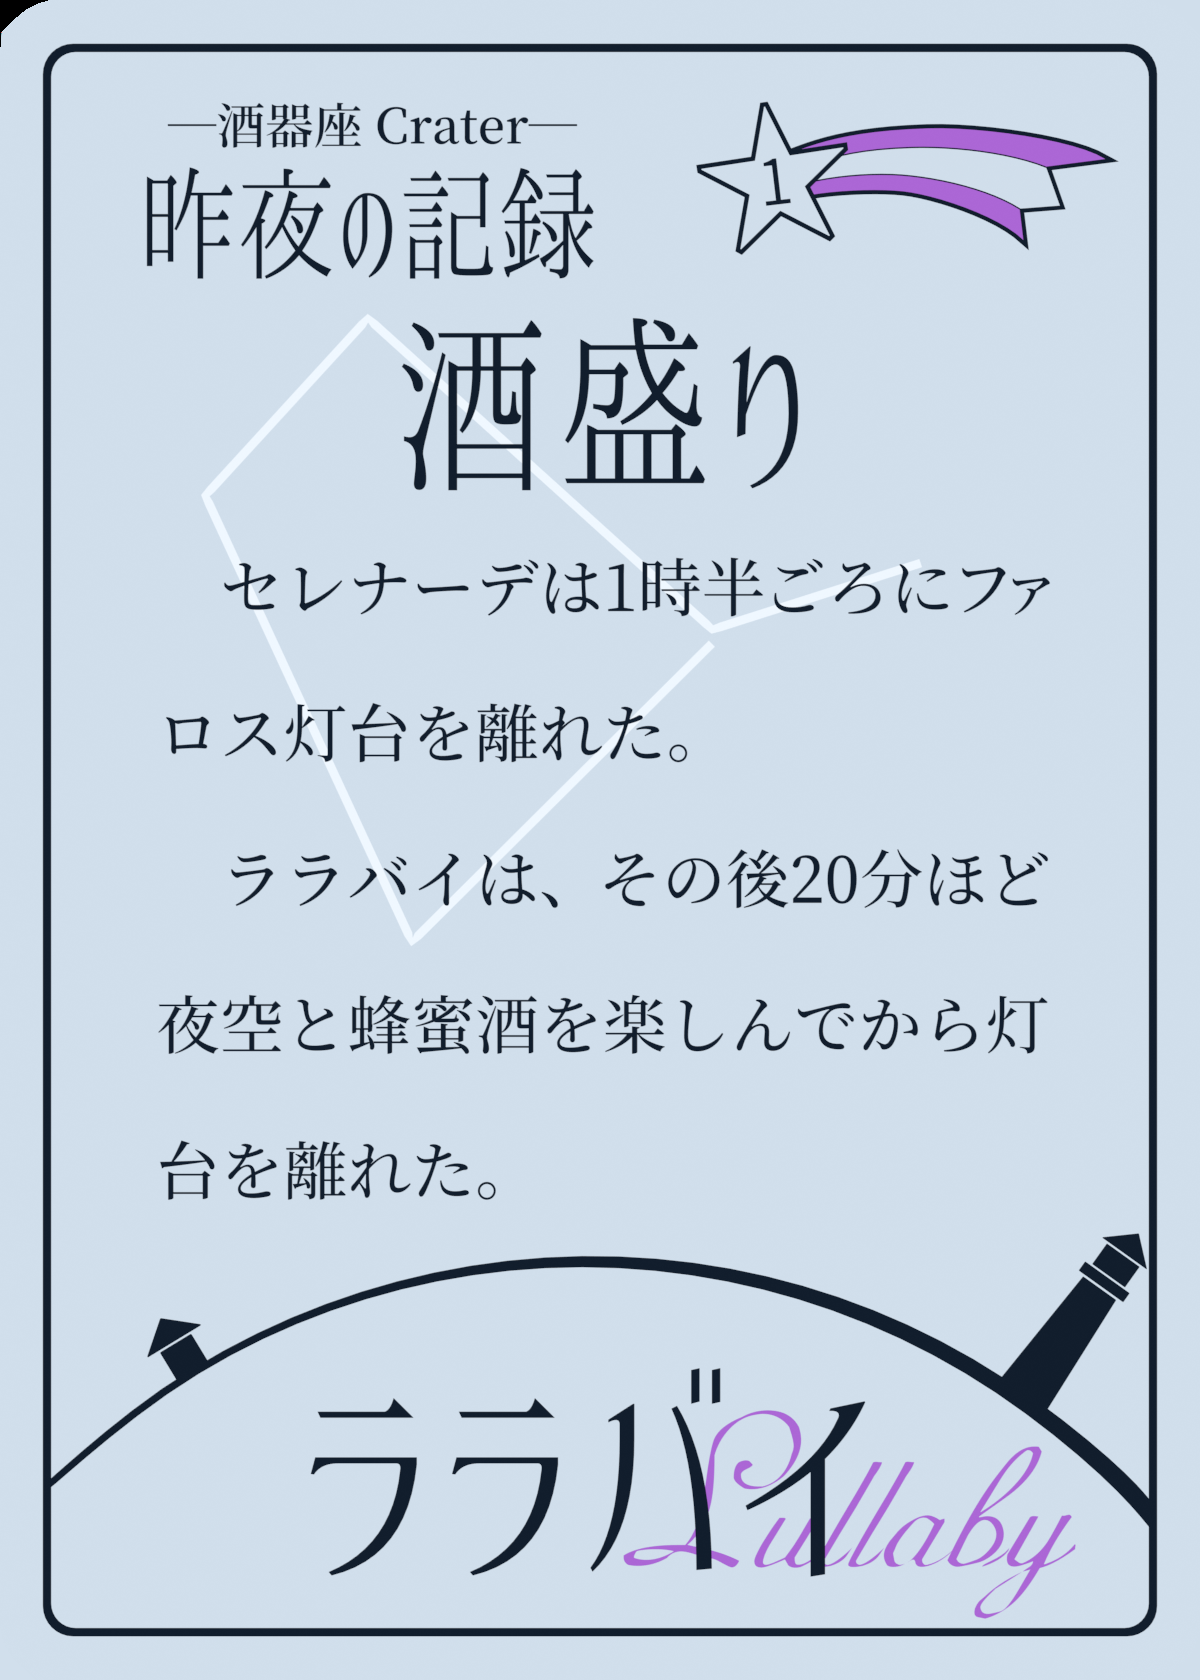 ―酒器座 Crater―
昨夜の記録
1
酒盛り
セレナーデは1時半ごろにファ
ロス灯台を離れた。
ララバイは、その後20分ほど
夜空と蜂蜜酒を楽しんでから灯
台を離れた。
ララバイ
Lullaby